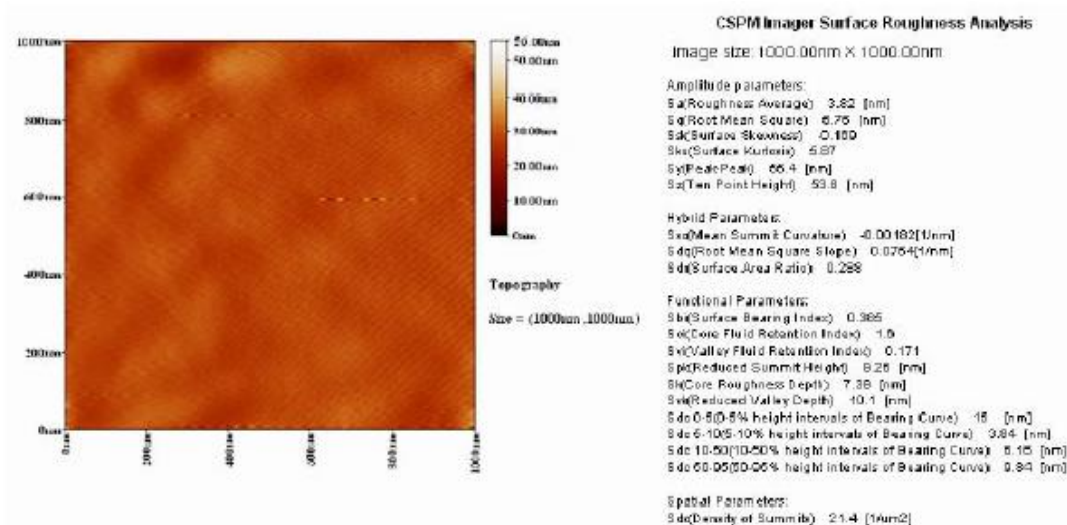 CSPM Imager Surface Roughness Analysis
Image size: 1000.00nm X 1000.00nm
Amplitude parameters:
Sa(Roughness Average) 3.82 [nm]
Sq(Root Mean Square) [nm]
Ssk(Surface Skewness) -0.169
Sku(Surface Kurtosis) 5.87
Sy(Peak-Peak) 66.4 [nm]
Sz(Ten Point Height) 53.8 [nm]
Hybrid Parameters:
Ssc(Mean Summit Curvature) -0.00182[1/nm]
Sdq(Root Mean Square Slope) 0.0764[1/nm]
Sdr(Surface Area Ratio) 0.288
Functional Parameters:
Sbi(Surface Bearing Index) 0.385
Sci(Core Fluid Retention Index)
Svi(Valley Fluid Retention Index) 0.171
Spk(Reduced Summit Height) [nm]
Sk(Core Roughness Depth) 7.38 [nm]
Svk(Reduced Valley Depth) 10.1 [nm]
Sdc 0-5(0-5% height intervals of Bearing Curve) 15 [nm]
Sdc 5-10(5-10% height intervals of Bearing Curve) 3.84 [nm]
Sdc 10-50(10-50% height intervals of Bearing Curve) [nm]
Sdc 50-95(50-95% height intervals of Bearing Curve) 9.84 [nm]
Spatial Parameters:
Sds(Density of Summits) 21.4 [1/um2]
1000nm
800nm
600nm
400nm
200nm
0nm
0nm
200nm
400nm
600nm
800nm
1000nm
50.00nm
40.00nm
30.00nm
20.00nm
10.00nm
0nm
Topography
Size = (1000nm ,1000nm )